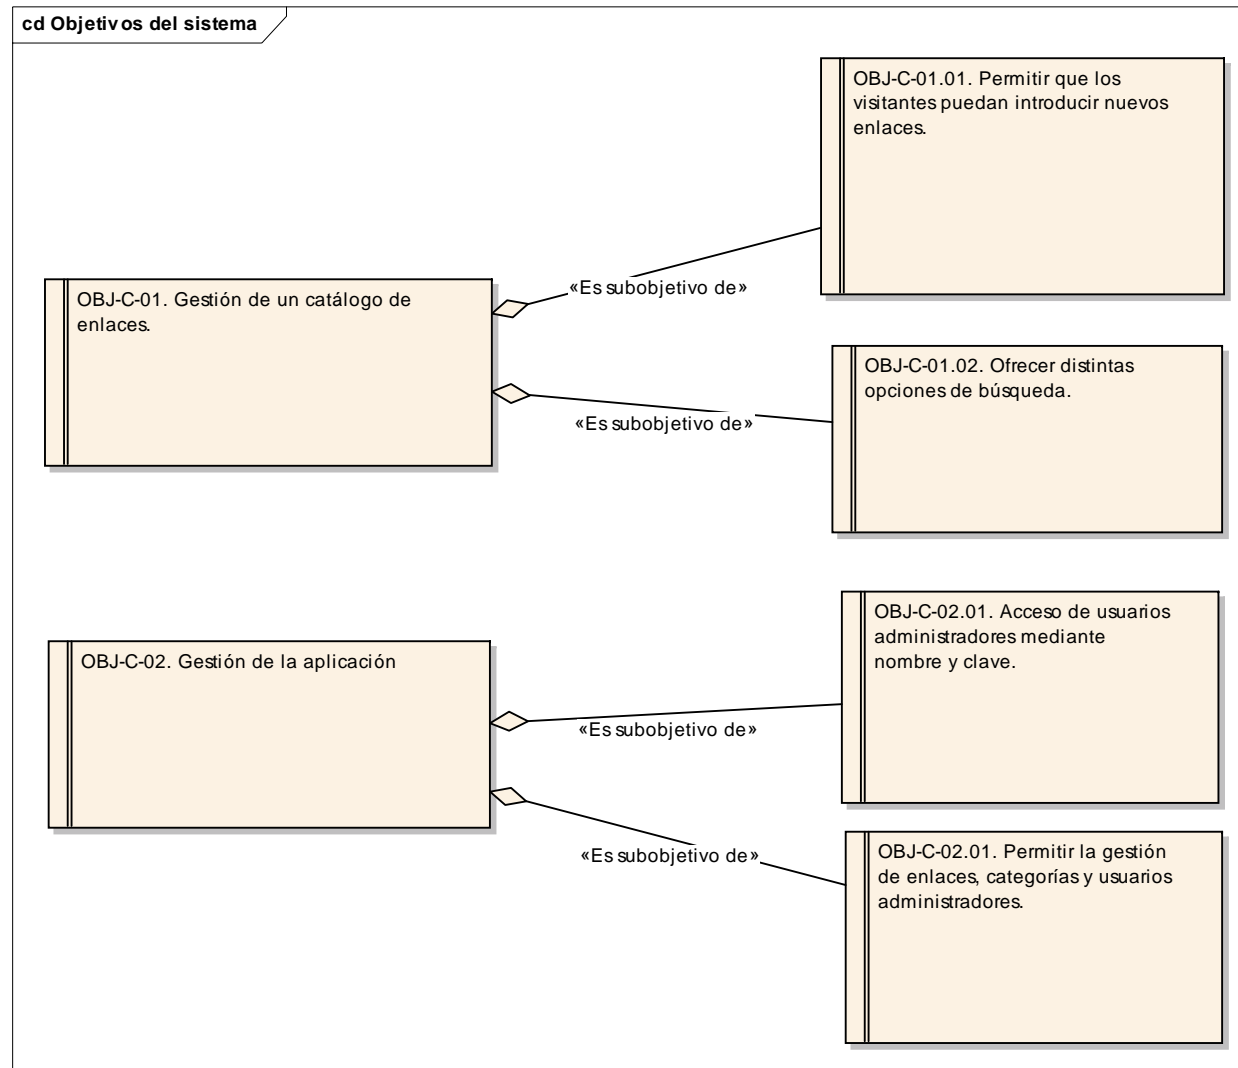 cd Objetivos del sistema
OBJ-C-01.01. Permitir que los
visitantes puedan introducir nuevos
enlaces.
«Es subobjetivo de»
OBJ-C-01. Gestión de un catálogo de
enlaces.
OBJ-C-01.02. Ofrecer distintas
opciones de búsqueda.
«Es subobjetivo de»
OBJ-C-02.01. Acceso de usuarios
administradores mediante
nombre y clave.
OBJ-C-02. Gestión de la aplicación
«Es subobjetivo de»
«Es subobjetivo de»
OBJ-C-02.01. Permitir la gestión
de enlaces, categorías y usuarios
administradores.